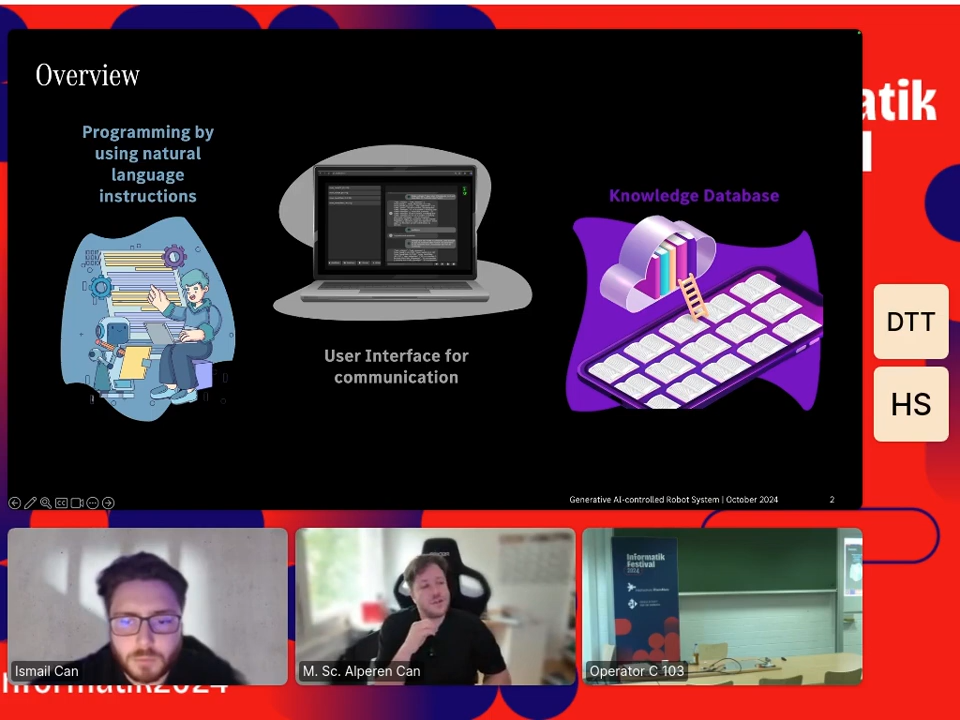 Overview
atik
Programming by
using natural
language
instructions
Knowledge Database
User Interface for
communication
DTT
HS
Generative AI-controlled Robot System | October 2024
2
Informatik
Festival
2024
Ismail Can
M. Sc. Alperen Can
Operator C 103